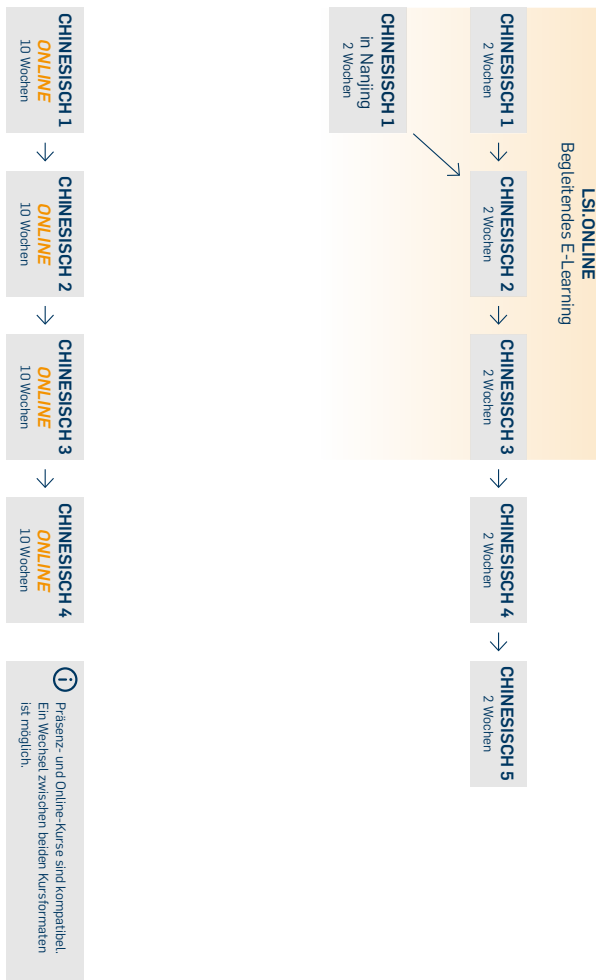 LSI.ONLINE
Begleitendes E-Learning
CHINESISCH 1
2 Wochen
CHINESISCH 2
2 Wochen
CHINESISCH 3
2 Wochen
CHINESISCH 4
2 Wochen
CHINESISCH 5
2 Wochen
CHINESISCH 1
in Nanjing
2 Wochen
CHINESISCH 1
ONLINE
10 Wochen
CHINESISCH 2
ONLINE
10 Wochen
CHINESISCH 3
ONLINE
10 Wochen
CHINESISCH 4
ONLINE
10 Wochen
Präsenz- und Online-Kurse sind kompatibel.
Ein Wechsel zwischen beiden Kursformaten
ist möglich.